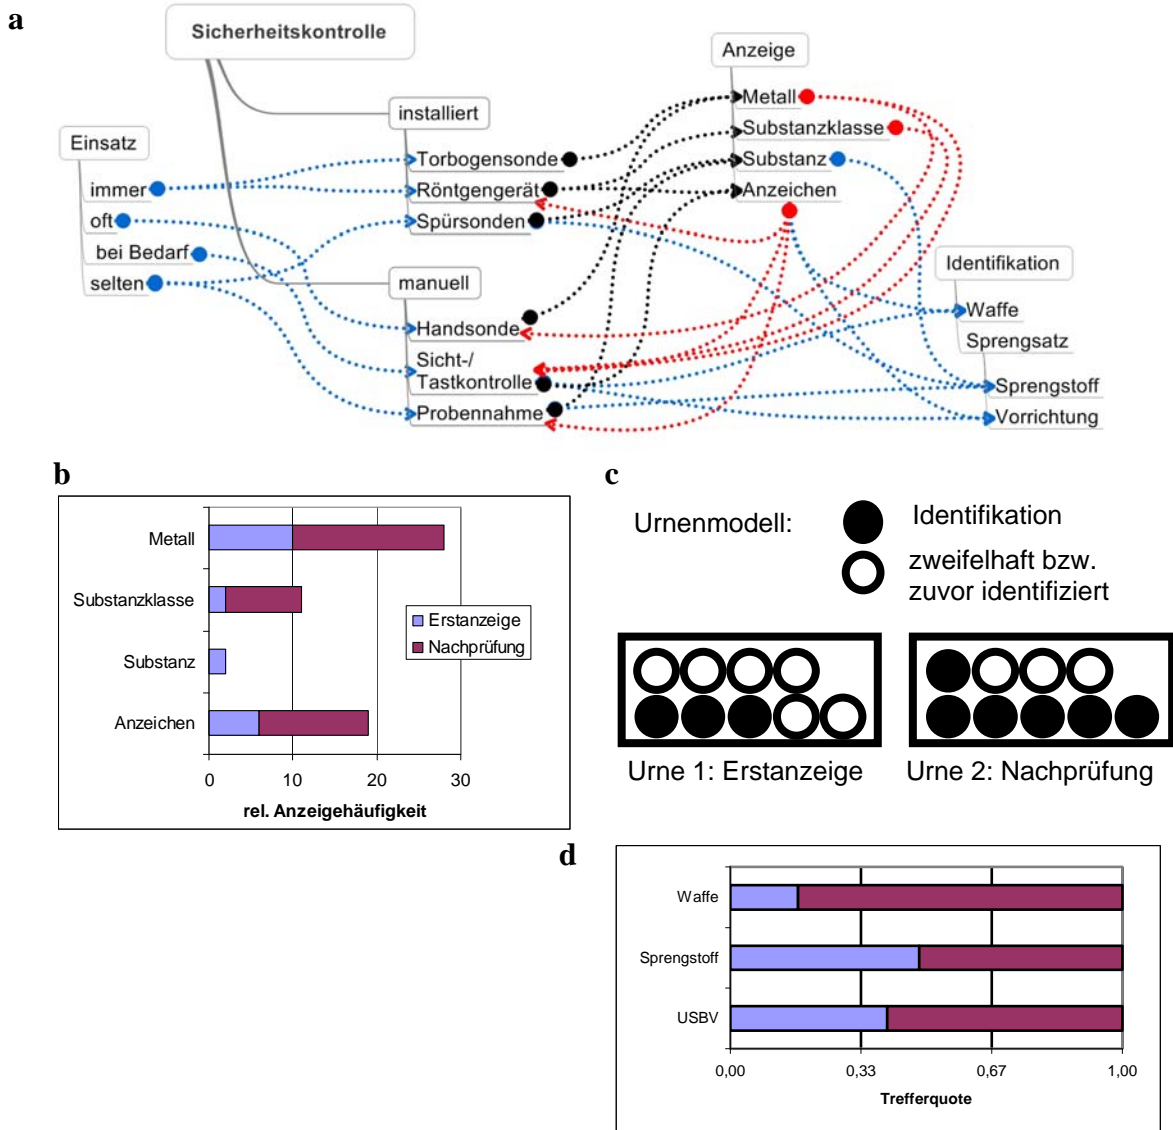 a
Sicherheitskontrolle
Einsatz
immer
oft
bei Bedarf
selten
installiert
Torbogensonde
Röntgengerät
Spürsonden
manuell
Handsonde
Sicht-/
Tastkontrolle
Probennahme
Anzeige
Metall
Substanzklasse
Substanz
Anzeichen
Identifikation
Waffe
Sprengsatz
Sprengstoff
Vorrichtung
b
Metall
Substanzklasse
Substanz
Anzeichen
Erstanzeige
Nachprüfung
0 10 20 30
rel. Anzeigehäufigkeit
c
Urnenmodell:
Identifikation
zweifelhaft bzw.
zuvor identifiziert
Urne 1: Erstanzeige
Urne 2: Nachprüfung
d
Waffe
Sprengstoff
USBV
0,00 0,33 0,67 1,00
Trefferquote